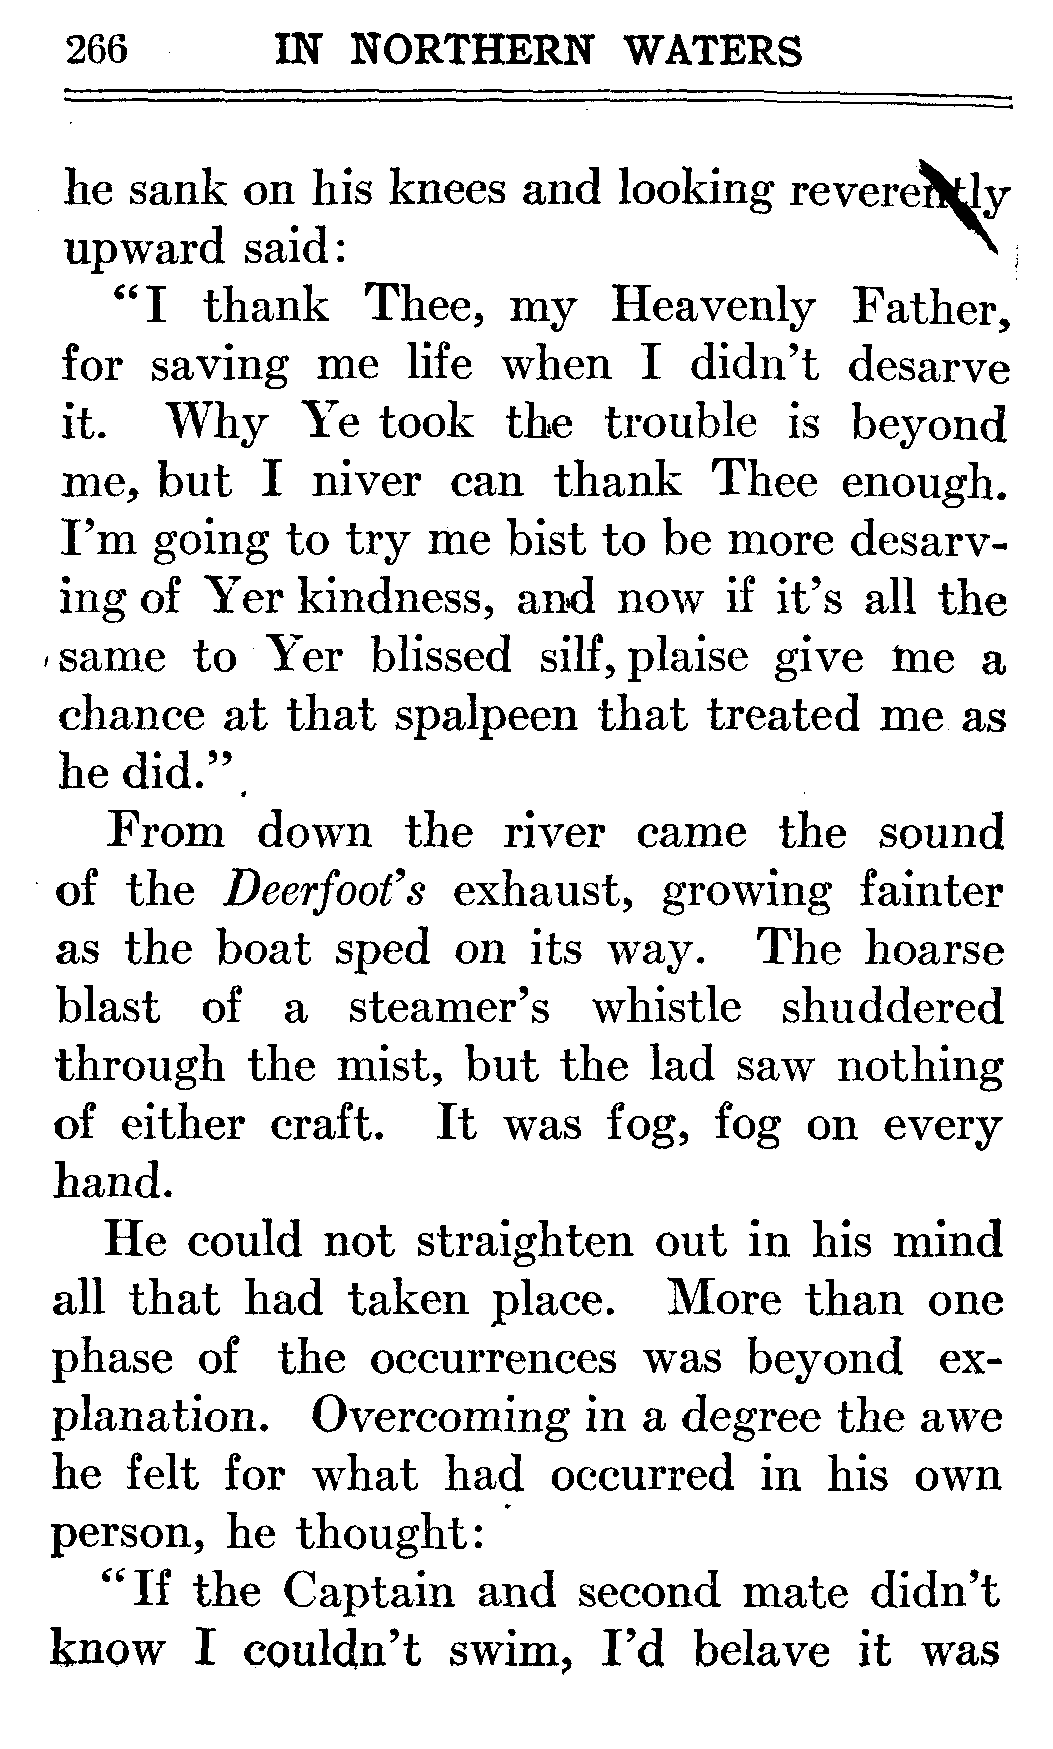 266 IN NORTHERN WATERS
he sank on his knees and looking reverently
upward said:
“I thank Thee, my Heavenly Father,
for saving me life when I didn’t desarve
it. Why Ye took the trouble is beyond
me, but I niver can thank Thee enough.
I’m going to try me bist to be more desarv-
ing of Yer kindness, and now if it’s all the
same to Yer blissed silf, plaise give me a
chance at that spalpeen that treated me as
he did.”
From down the river came the sound
of the Deerfoot’s exhaust, growing fainter
as the boat sped on its way. The hoarse
blast of a steamer’s whistle shuddered
through the mist, but the lad saw nothing
of either craft. It was fog, fog on every
hand.
He could not straighten out in his mind
all that had taken place. More than one
phase of the occurrences was beyond ex-
planation. Overcoming in a degree the awe
he felt for what had occurred in his own
person, he thought:
“If the Captain and second mate didn’t
know I couldn’t swim, I’d belave it was